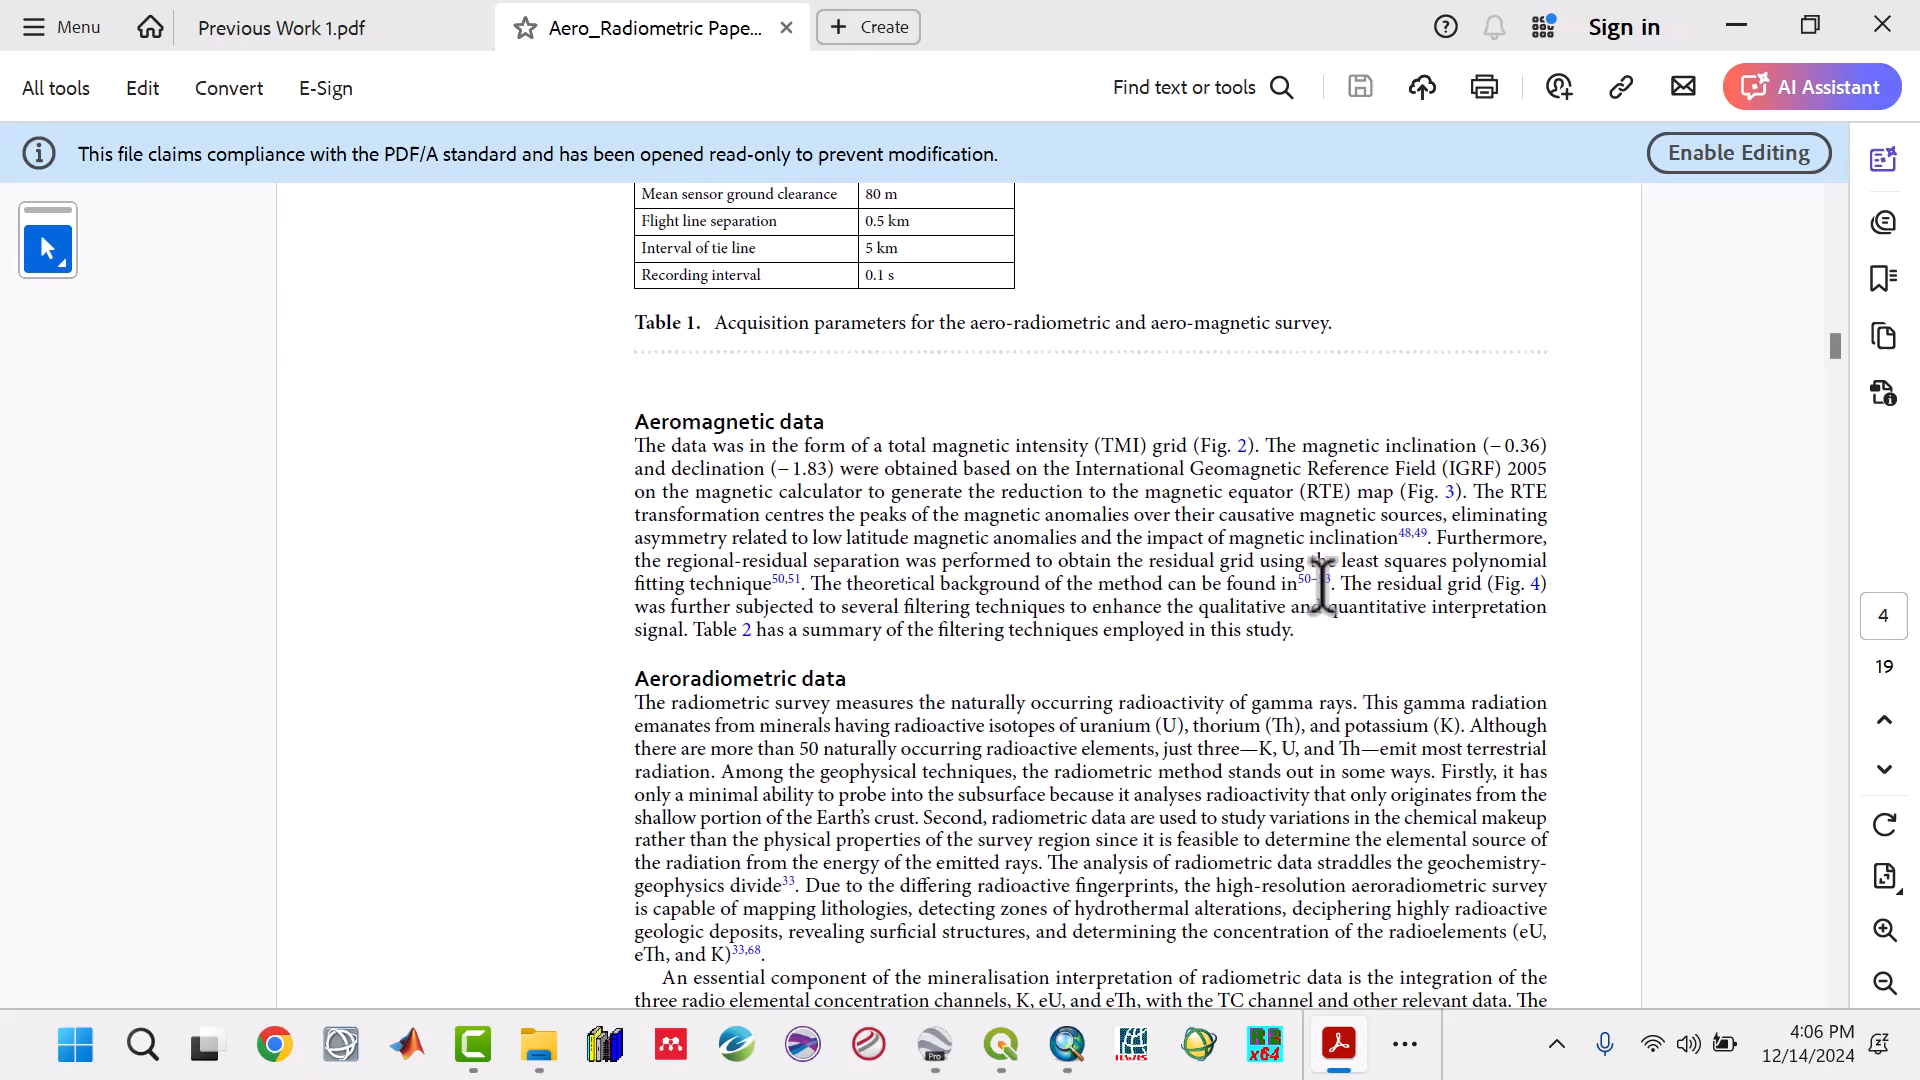 Menu
Previous Work 1.pdf
Aero_Radiometric Pape...
Create
Sign in
All tools
Edit
Convert
E-Sign
Find text or tools
AI Assistant
This file claims compliance with the PDF/A standard and has been opened read-only to prevent modification.
Enable Editing
Mean sensor ground clearance 80 m
Flight line separation 0.5 km
Interval of tie line 5 km
Recording interval 0.1 s
Table 1. Acquisition parameters for the aero-radiometric and aero-magnetic survey.
Aeromagnetic data
The data was in the form of a total magnetic intensity (TMI) grid (Fig. 2). The magnetic inclination (−0.36)
and declination (−1.83) were obtained based on the International Geomagnetic Reference Field (IGRF) 2005
on the magnetic calculator to generate the reduction to the magnetic equator (RTE) map (Fig. 3). The RTE
transformation centres the peaks of the magnetic anomalies over their causative magnetic sources, eliminating
asymmetry related to low latitude magnetic anomalies and the impact of magnetic inclination48,49. Furthermore,
the regional-residual separation was performed to obtain the residual grid using the least squares polynomial
fitting technique50,51. The theoretical background of the method can be found in50– . The residual grid (Fig. 4)
was further subjected to several filtering techniques to enhance the qualitative and quantitative interpretation
signal. Table 2 has a summary of the filtering techniques employed in this study.
Aeroradiometric data
The radiometric survey measures the naturally occurring radioactivity of gamma rays. This gamma radiation
emanates from minerals having radioactive isotopes of uranium (U), thorium (Th), and potassium (K). Although
there are more than 50 naturally occurring radioactive elements, just three—K, U, and Th—emit most terrestrial
radiation. Among the geophysical techniques, the radiometric method stands out in some ways. Firstly, it has
only a minimal ability to probe into the subsurface because it analyses radioactivity that only originates from the
shallow portion of the Earth's crust. Second, radiometric data are used to study variations in the chemical makeup
rather than the physical properties of the survey region since it is feasible to determine the elemental source of
the radiation from the energy of the emitted rays. The analysis of radiometric data straddles the geochemistry-
geophysics divide33. Due to the differing radioactive fingerprints, the high-resolution aeroradiometric survey
is capable of mapping lithologies, detecting zones of hydrothermal alterations, deciphering highly radioactive
geologic deposits, revealing surficial structures, and determining the concentration of the radioelements (eU,
eTh, and K)33,68.
An essential component of the mineralisation interpretation of radiometric data is the integration of the
three radio elemental concentration channels, K, eU, and eTh, with the TC channel and other relevant data. The
4
19
Pro
ILWIS
RR
x64
4:06 PM
12/14/2024